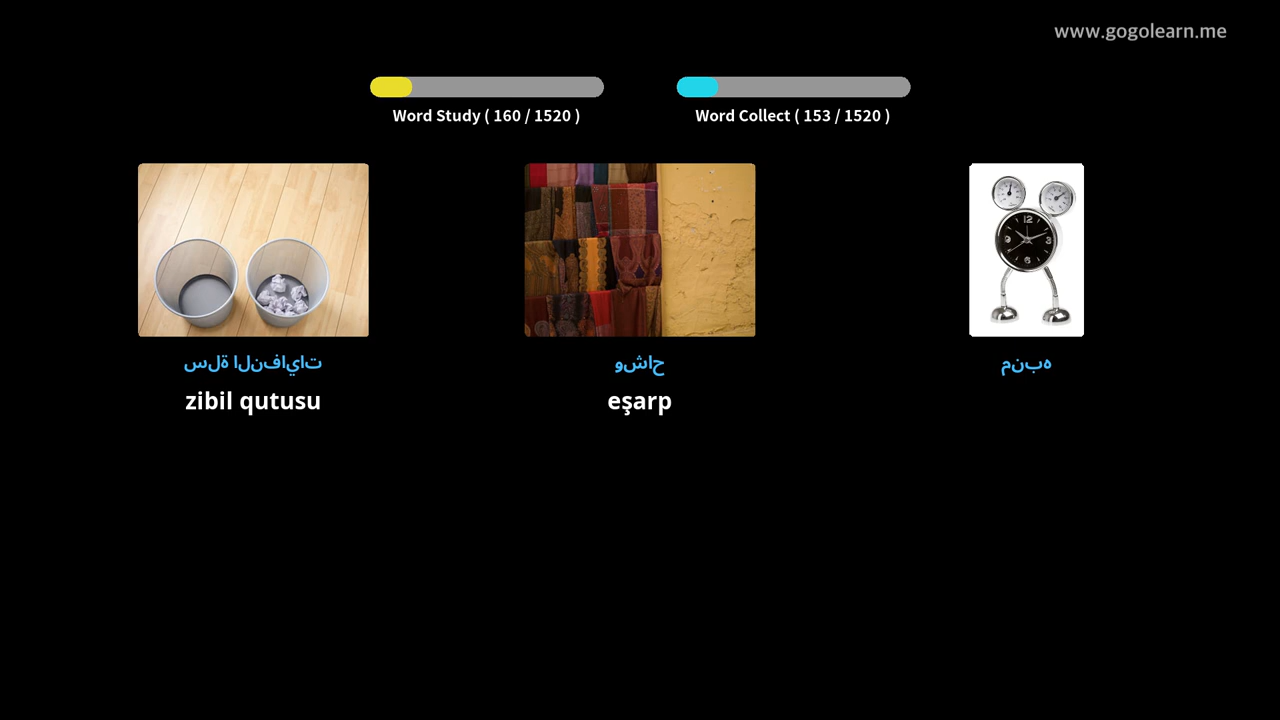 www.gogolearn.me
Word Study ( 160 / 1520 )
Word Collect ( 153 / 1520 )
سلة النفايات
zibil qutusu
وشاح
eşarp
منبه